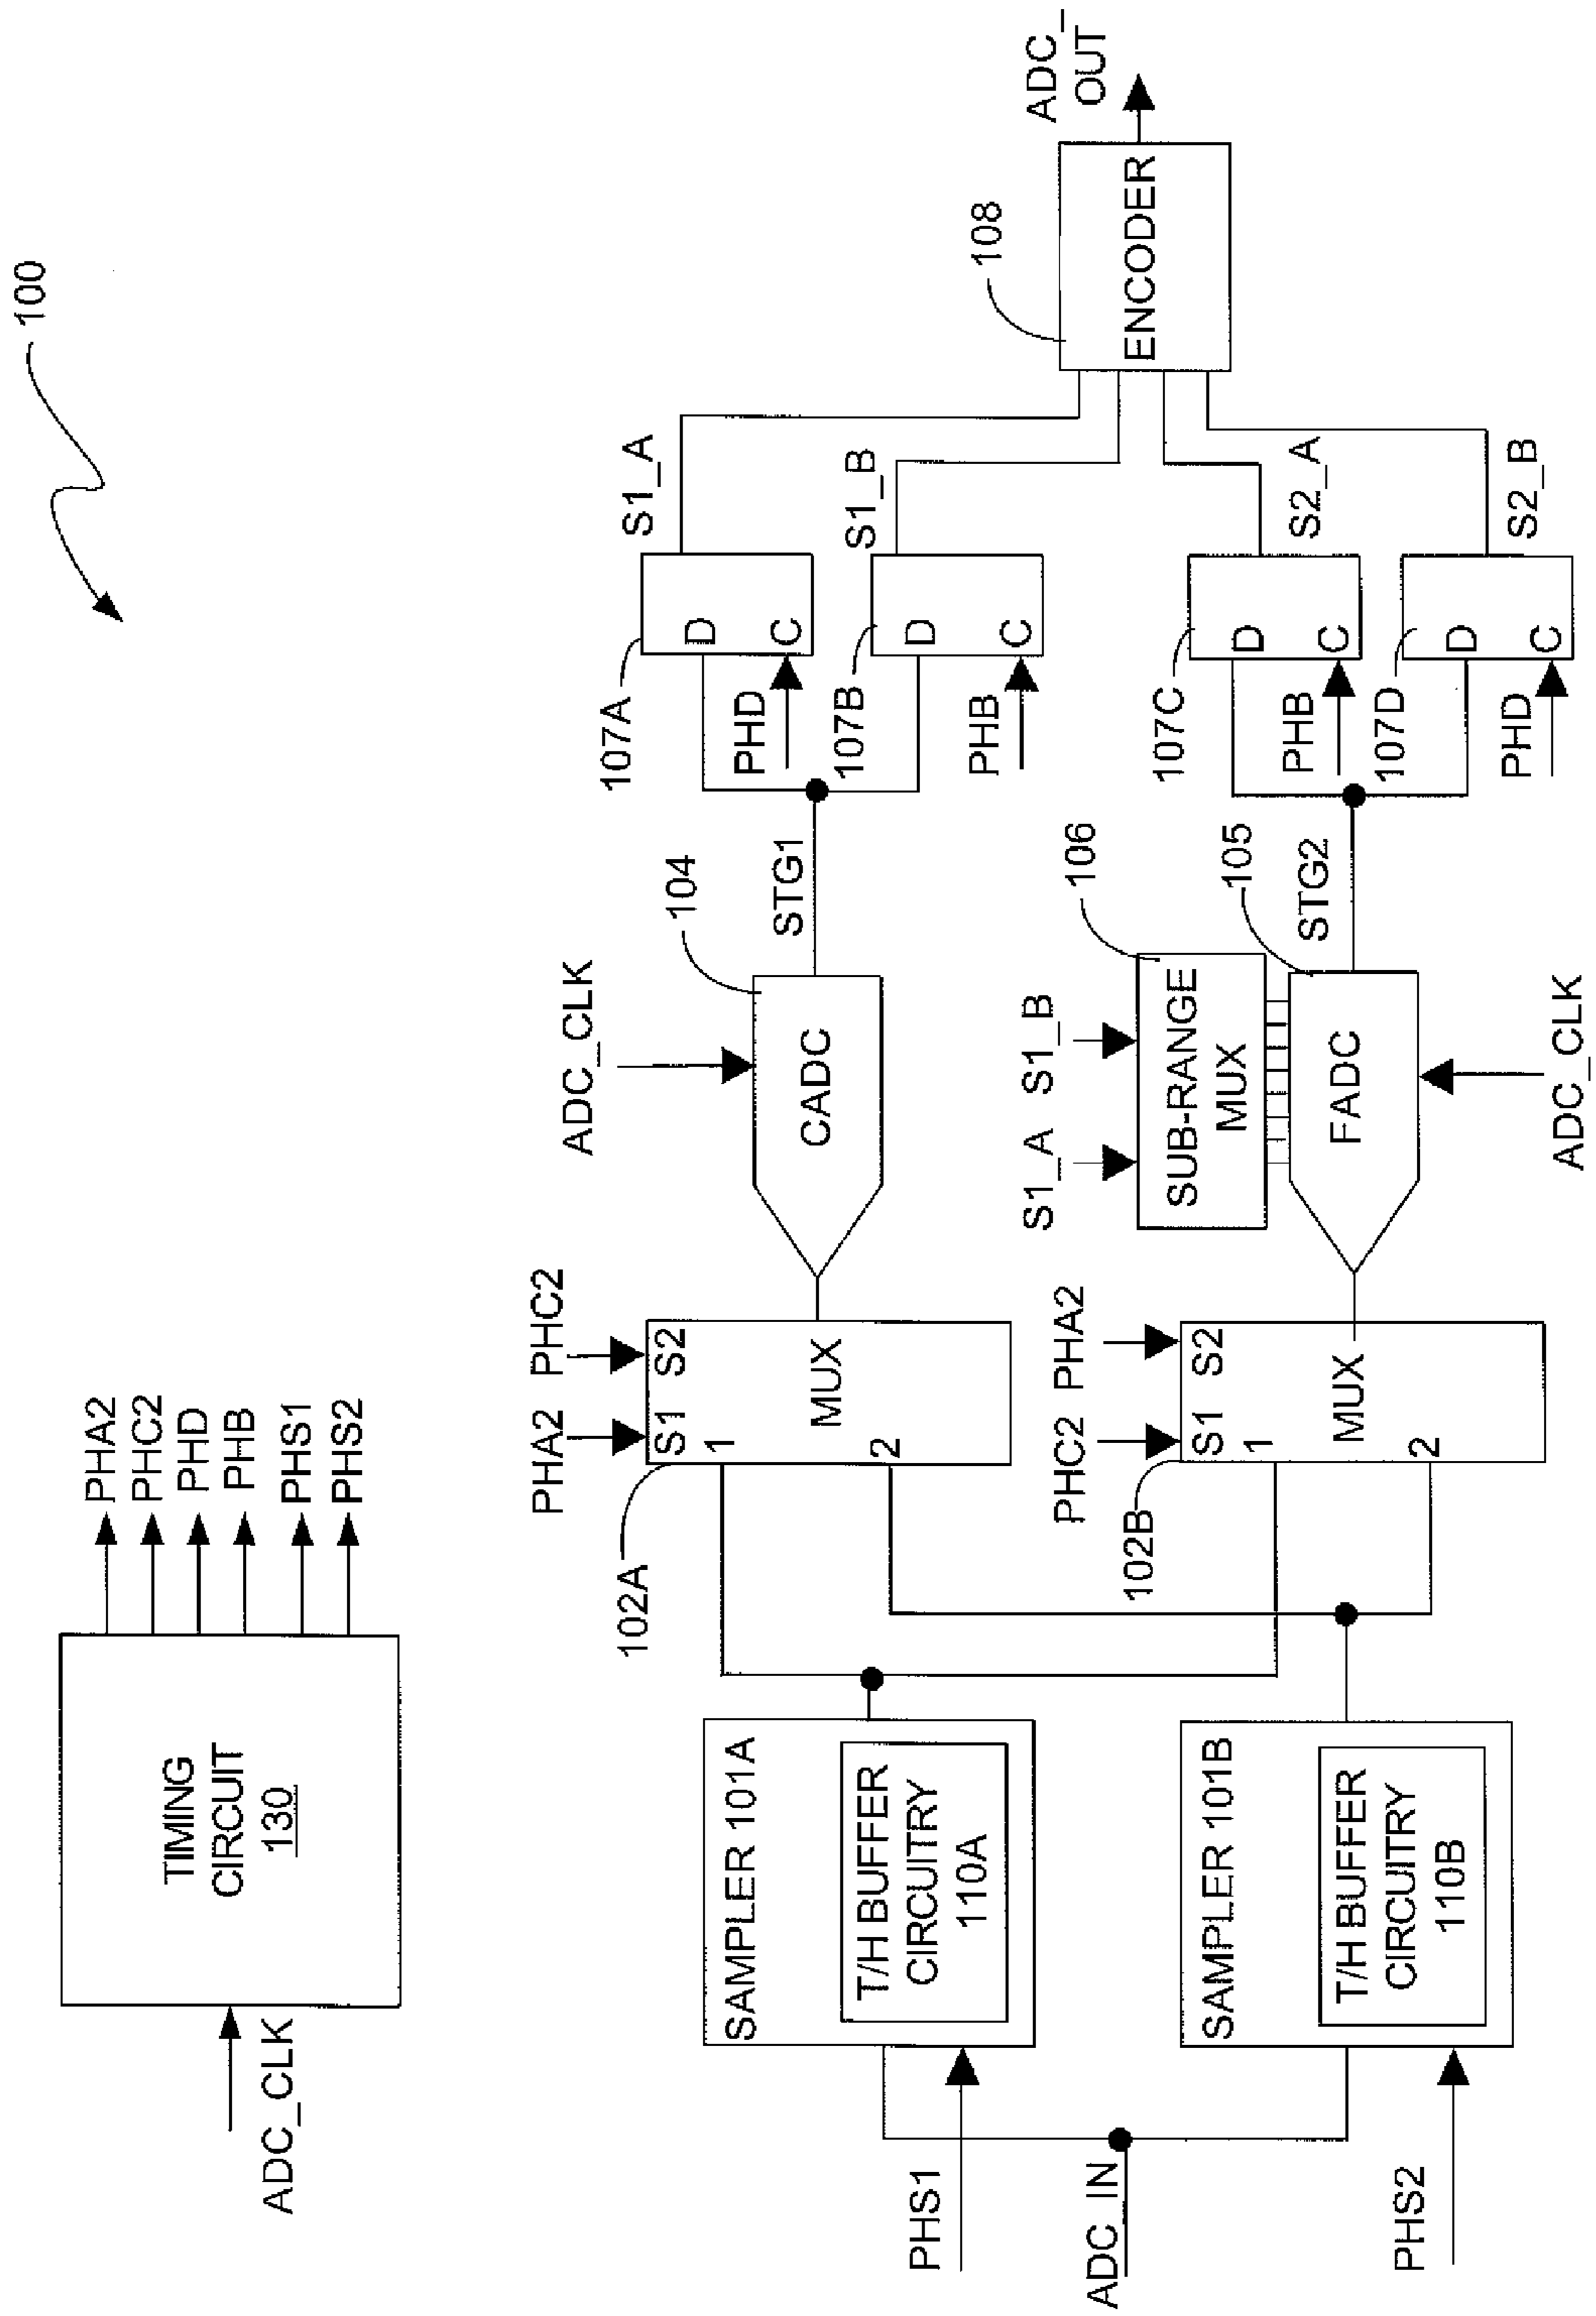 100
TIMING
CIRCUIT
130
ADC_CLK
PHA2
PHC2
PHD
PHB
PHS1
PHS2
PHS1
ADC_IN
PHS2
SAMPLER 101A
T/H BUFFER
CIRCUITRY
110A
SAMPLER 101B
T/H BUFFER
CIRCUITRY
110B
102A
PHA2
PHC2
S1
S2
1
2
MUX
102B
PHC2
PHA2
S1
S2
1
2
MUX
ADC_CLK
104
CADC
STG1
S1_A
S1_B
106
SUB-RANGE
MUX
105
FADC
ADC_CLK
STG2
107A
D
C
PHD
S1_A
107B
D
C
PHB
S1_B
107C
D
C
PHB
S2_A
107D
D
C
PHD
S2_B
108
ENCODER
ADC_
OUT